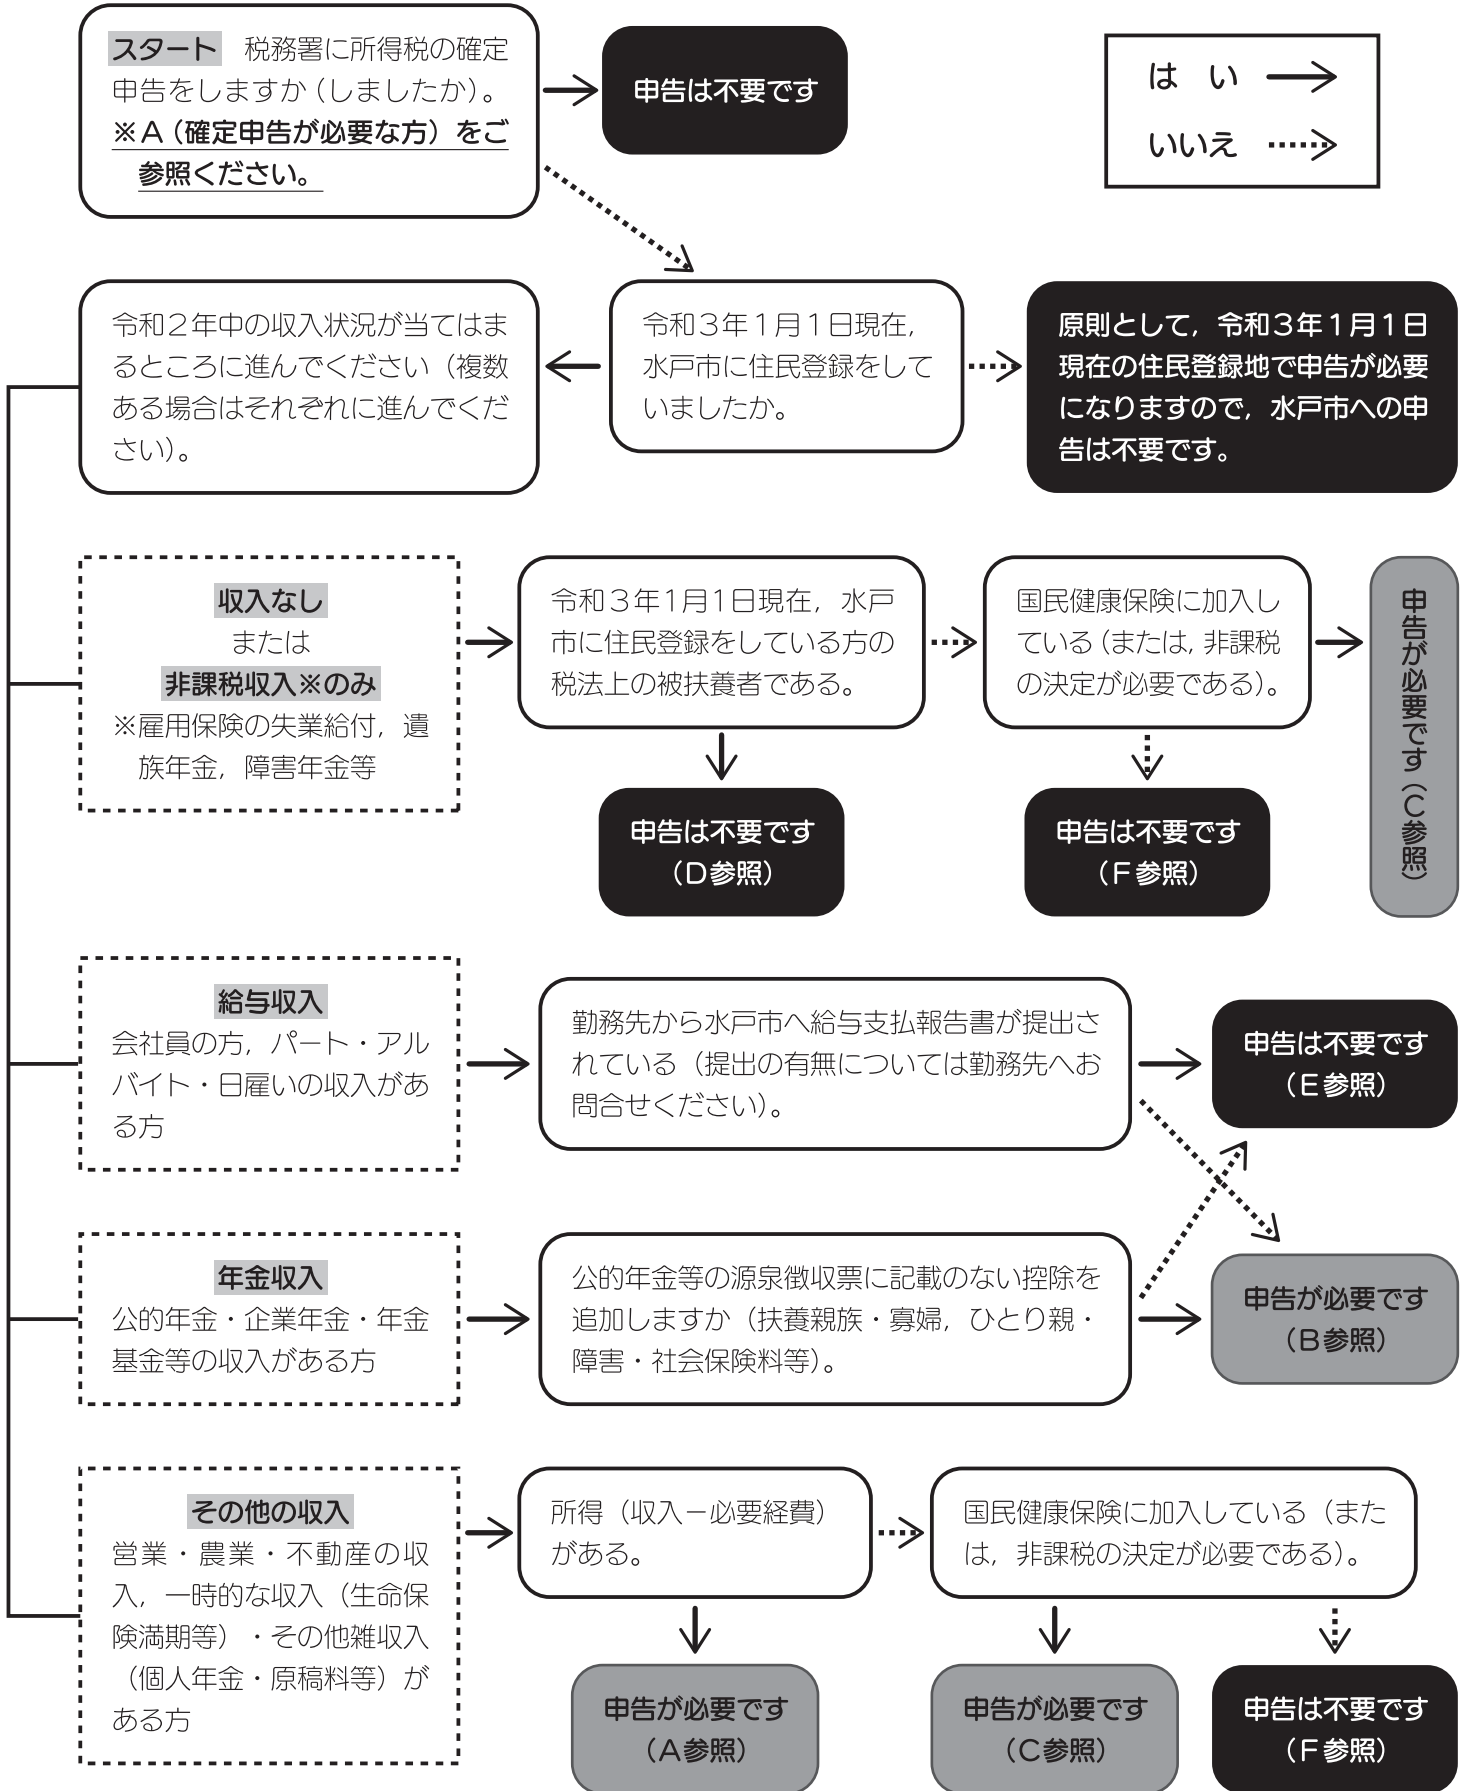 スタート　税務署に所得税の確定
申告をしますか（しましたか）。
※A（確定申告が必要な方）をご
参照ください。
申告は不要です
は　い
いいえ
令和２年中の収入状況が当てはま
るところに進んでください（複数
ある場合はそれぞれに進んでくだ
さい）。
令和３年１月１日現在，
水戸市に住民登録をして
いましたか。
原則として，令和３年１月１日
現在の住民登録地で申告が必要
になりますので，水戸市への申
告は不要です。
収入なし
または
非課税収入※のみ
※雇用保険の失業給付，遺
族年金，障害年金等
令和３年1月1日現在，水戸
市に住民登録をしている方の
税法上の被扶養者である。
国民健康保険に加入し
ている（または，非課税
の決定が必要である）。
申告が必要です（C参照）
申告は不要です
（D参照）
申告は不要です
（F参照）
給与収入
会社員の方，パート・アル
バイト・日雇いの収入があ
る方
勤務先から水戸市へ給与支払報告書が提出さ
れている（提出の有無については勤務先へお
問合せください）。
申告は不要です
（E参照）
年金収入
公的年金・企業年金・年金
基金等の収入がある方
公的年金等の源泉徴収票に記載のない控除を
追加しますか（扶養親族・寡婦，ひとり親・
障害・社会保険料等）。
申告が必要です
（B参照）
その他の収入
営業・農業・不動産の収
入，一時的な収入（生命保
険満期等）・その他雑収入
（個人年金・原稿料等）が
ある方
所得（収入－必要経費）
がある。
国民健康保険に加入している（また
は，非課税の決定が必要である）。
申告が必要です
（A参照）
申告が必要です
（C参照）
申告は不要です
（F参照）